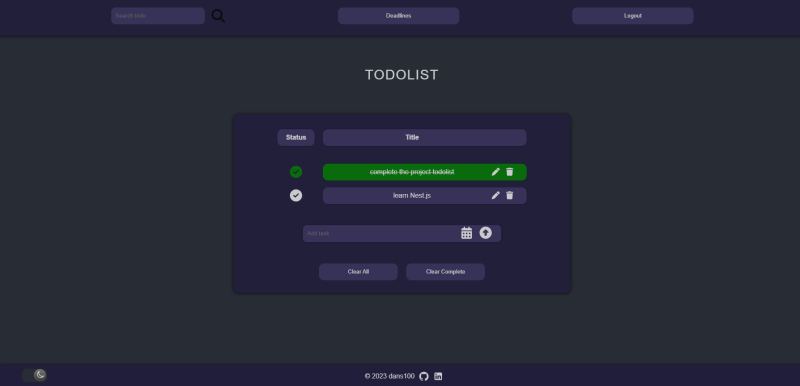 Search todo
Deadlines
Logout
TODOLIST
Status
Title
complete the project todolist
learn Nest.js
Add task
Clear All
Clear Complete
© 2023 dans100